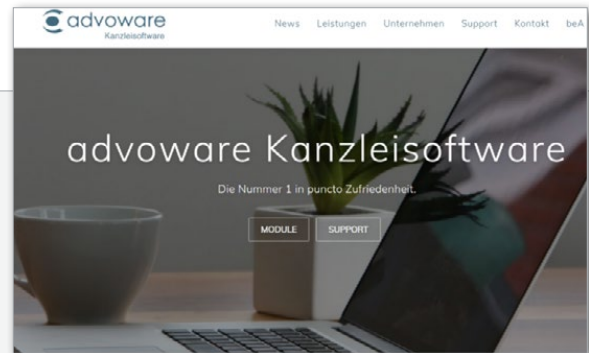 advoware
Kanzleisoftware
News Leistungen Unternehmen Support Kontakt beA
advoware Kanzleisoftware
Die Nummer 1 in puncto Zufriedenheit.
MODULE SUPPORT